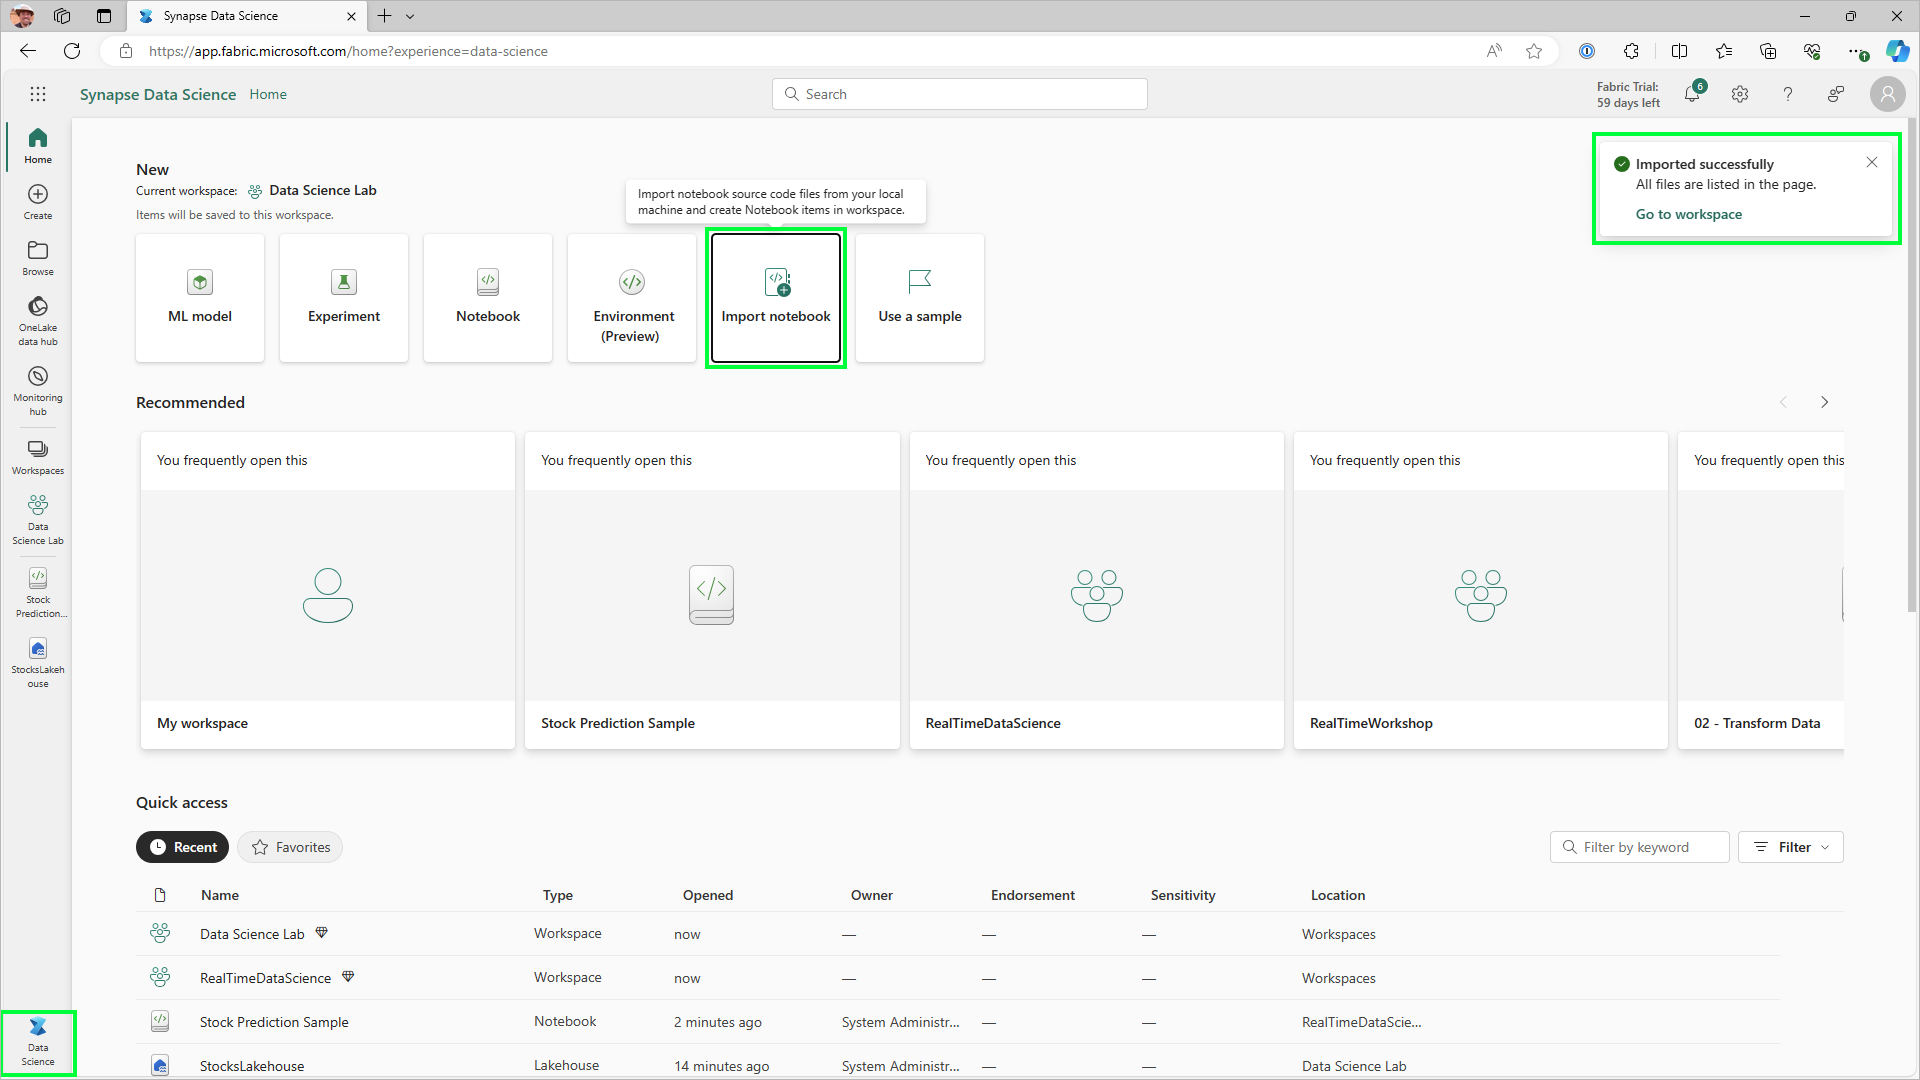 Synapse Data Science
https://app.fabric.microsoft.com/home?experience=data-science
Synapse Data Science Home
Search
Fabric Trial:
59 days left
6
Home
Create
Browse
OneLake
data hub
Monitoring
hub
Workspaces
Data
Science Lab
Stock
Prediction...
StocksLakeh
ouse
Data
Science
New
Current workspace: Data Science Lab
Items will be saved to this workspace.
Import notebook source code files from your local
machine and create Notebook items in workspace.
Imported successfully
All files are listed in the page.
Go to workspace
ML model
Experiment
Notebook
Environment
(Preview)
Import notebook
Use a sample
Recommended
You frequently open this
My workspace
You frequently open this
Stock Prediction Sample
You frequently open this
RealTimeDataScience
You frequently open this
RealTimeWorkshop
You frequently open this
02 - Transform Data
Quick access
Recent
Favorites
Filter by keyword
Filter
Name Type Opened Owner Endorsement Sensitivity Location
Data Science Lab Workspace now — — — Workspaces
RealTimeDataScience Workspace now — — — Workspaces
Stock Prediction Sample Notebook 2 minutes ago System Administr... — — RealTimeDataScie...
StocksLakehouse Lakehouse 14 minutes ago System Administr... — — Data Science Lab